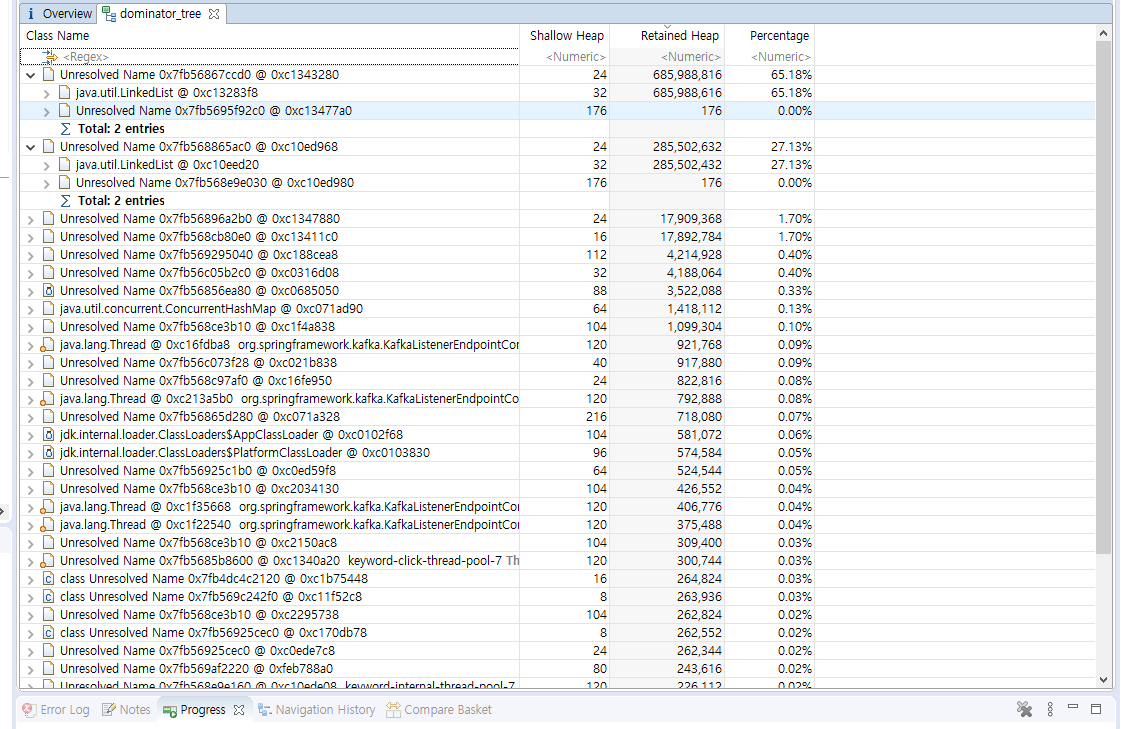 Overview dominator_tree
Class Name Shallow Heap Retained Heap Percentage
<Regex> <Numeric> <Numeric> <Numeric>
Unresolved Name 0x7fb56867ccd0 @ 0xc1343280 24 685,988,816 65.18%
java.util.LinkedList @ 0xc13283f8 32 685,988,616 65.18%
Unresolved Name 0x7fb5695f92c0 @ 0xc13477a0 176 176 0.00%
Total: 2 entries
Unresolved Name 0x7fb568865ac0 @ 0xc10ed968 24 285,502,632 27.13%
java.util.LinkedList @ 0xc10eed20 32 285,502,432 27.13%
Unresolved Name 0x7fb568e9e030 @ 0xc10ed980 176 176 0.00%
Total: 2 entries
Unresolved Name 0x7fb56896a2b0 @ 0xc1347880 24 17,909,368 1.70%
Unresolved Name 0x7fb568cb80e0 @ 0xc13411c0 16 17,892,784 1.70%
Unresolved Name 0x7fb569295040 @ 0xc188cea8 112 4,214,928 0.40%
Unresolved Name 0x7fb56c05b2c0 @ 0xc0316d08 32 4,188,064 0.40%
Unresolved Name 0x7fb56856ea80 @ 0xc0685050 88 3,522,088 0.33%
java.util.concurrent.ConcurrentHashMap @ 0xc071ad90 64 1,418,112 0.13%
Unresolved Name 0x7fb568ce3b10 @ 0xc1f4a838 104 1,099,304 0.10%
java.lang.Thread @ 0xc16fdba8 org.springframework.kafka.KafkaListenerEndpointCor 120 921,768 0.09%
Unresolved Name 0x7fb56c073f28 @ 0xc021b838 40 917,880 0.09%
Unresolved Name 0x7fb568c97af0 @ 0xc16fe950 24 822,816 0.08%
java.lang.Thread @ 0xc213a5b0 org.springframework.kafka.KafkaListenerEndpointCo 120 792,888 0.08%
Unresolved Name 0x7fb56865d280 @ 0xc071a328 216 718,080 0.07%
jdk.internal.loader.ClassLoaders$AppClassLoader @ 0xc0102f68 104 581,072 0.06%
jdk.internal.loader.ClassLoaders$PlatformClassLoader @ 0xc0103830 96 574,584 0.05%
Unresolved Name 0x7fb56925c1b0 @ 0xc0ed59f8 64 524,544 0.05%
Unresolved Name 0x7fb568ce3b10 @ 0xc2034130 104 426,552 0.04%
java.lang.Thread @ 0xc1f35668 org.springframework.kafka.KafkaListenerEndpointCor 120 406,776 0.04%
java.lang.Thread @ 0xc1f22540 org.springframework.kafka.KafkaListenerEndpointCor 120 375,488 0.04%
Unresolved Name 0x7fb568ce3b10 @ 0xc2150ac8 104 309,400 0.03%
Unresolved Name 0x7fb5685b8600 @ 0xc1340a20 keyword-click-thread-pool-7 Th 120 300,744 0.03%
class Unresolved Name 0x7fb4dc4c2120 @ 0xc1b75448 16 264,824 0.03%
class Unresolved Name 0x7fb569c242f0 @ 0xc11f52c8 8 263,936 0.03%
Unresolved Name 0x7fb568ce3b10 @ 0xc2295738 104 262,824 0.02%
class Unresolved Name 0x7fb56925cec0 @ 0xc170db78 8 262,552 0.02%
Unresolved Name 0x7fb56925cec0 @ 0xc0ede7c8 24 262,344 0.02%
Unresolved Name 0x7fb569af2220 @ 0xfeb788a0 80 243,616 0.02%
Unresolved Name 0x7fb568e9e160 @ 0xc10ede08 keyword-internal-thread-pool-7 120 226,112 0.02%
Error Log Notes Progress Navigation History Compare Basket